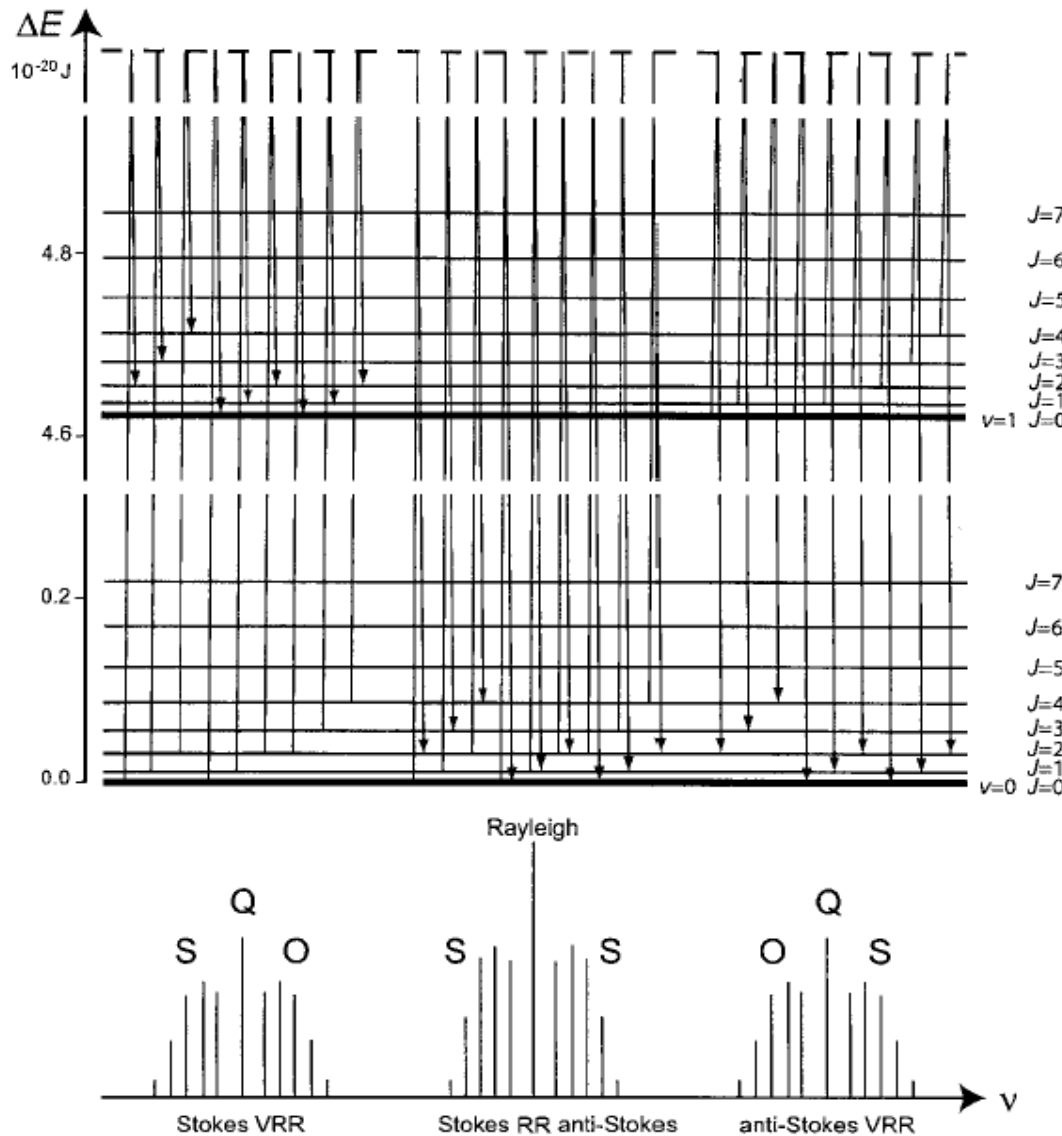 ΔE
10⁻²⁰J
J=7
4.8
J=6
J=5
J=4
J=3
J=2
J=1
v=1 J=0
4.6
0.2
J=7
J=6
J=5
J=4
J=3
J=2
J=1
0.0
v=0 J=0
Rayleigh
Q Q
S O S S O S
ν
Stokes VRR Stokes RR anti-Stokes anti-Stokes VRR